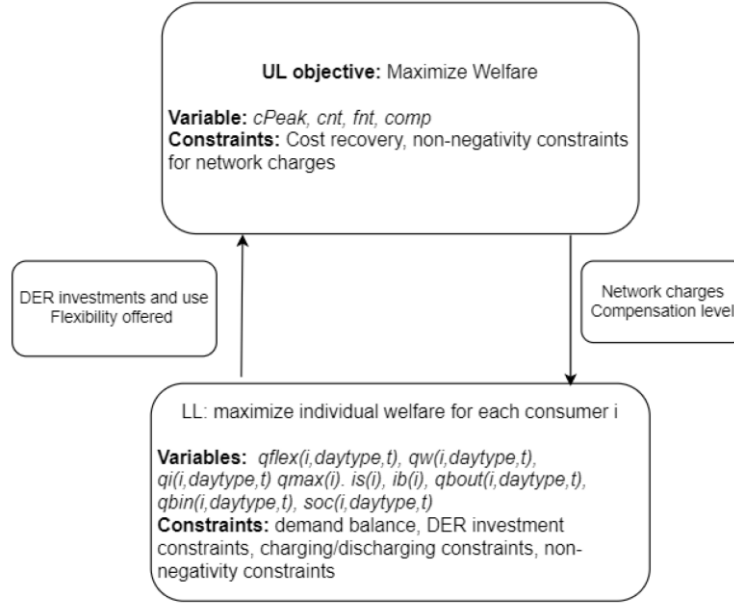 UL objective: Maximize Welfare
Variable: cPeak, cnt, fnt, comp
Constraints: Cost recovery, non-negativity constraints
for network charges
DER investments and use
Flexibility offered
Network charges
Compensation level
LL: maximize individual welfare for each consumer i
Variables: qflex(i,daytype,t), qw(i,daytype,t),
qi(i,daytype,t) qmax(i). is(i), ib(i), qbout(i,daytype,t),
qbin(i,daytype,t), soc(i,daytype,t)
Constraints: demand balance, DER investment
constraints, charging/discharging constraints, non-
negativity constraints